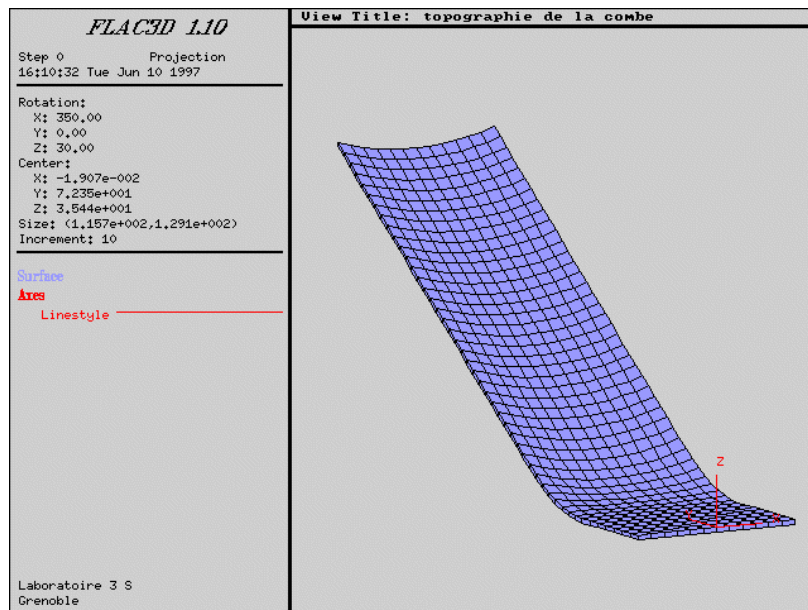 FLAC3D 1.10
Step 0 Projection
16:10:32 Tue Jun 10 1997
Rotation:
X: 350.00
Y: 0.00
Z: 30.00
Center:
X: -1.907e-002
Y: 7.235e+001
Z: 3.544e+001
Size: (1.157e+002,1.291e+002)
Increment: 10
Surface
Axes
Linestyle
Laboratoire 3 S
Grenoble
View Title: topographie de la combe
Z